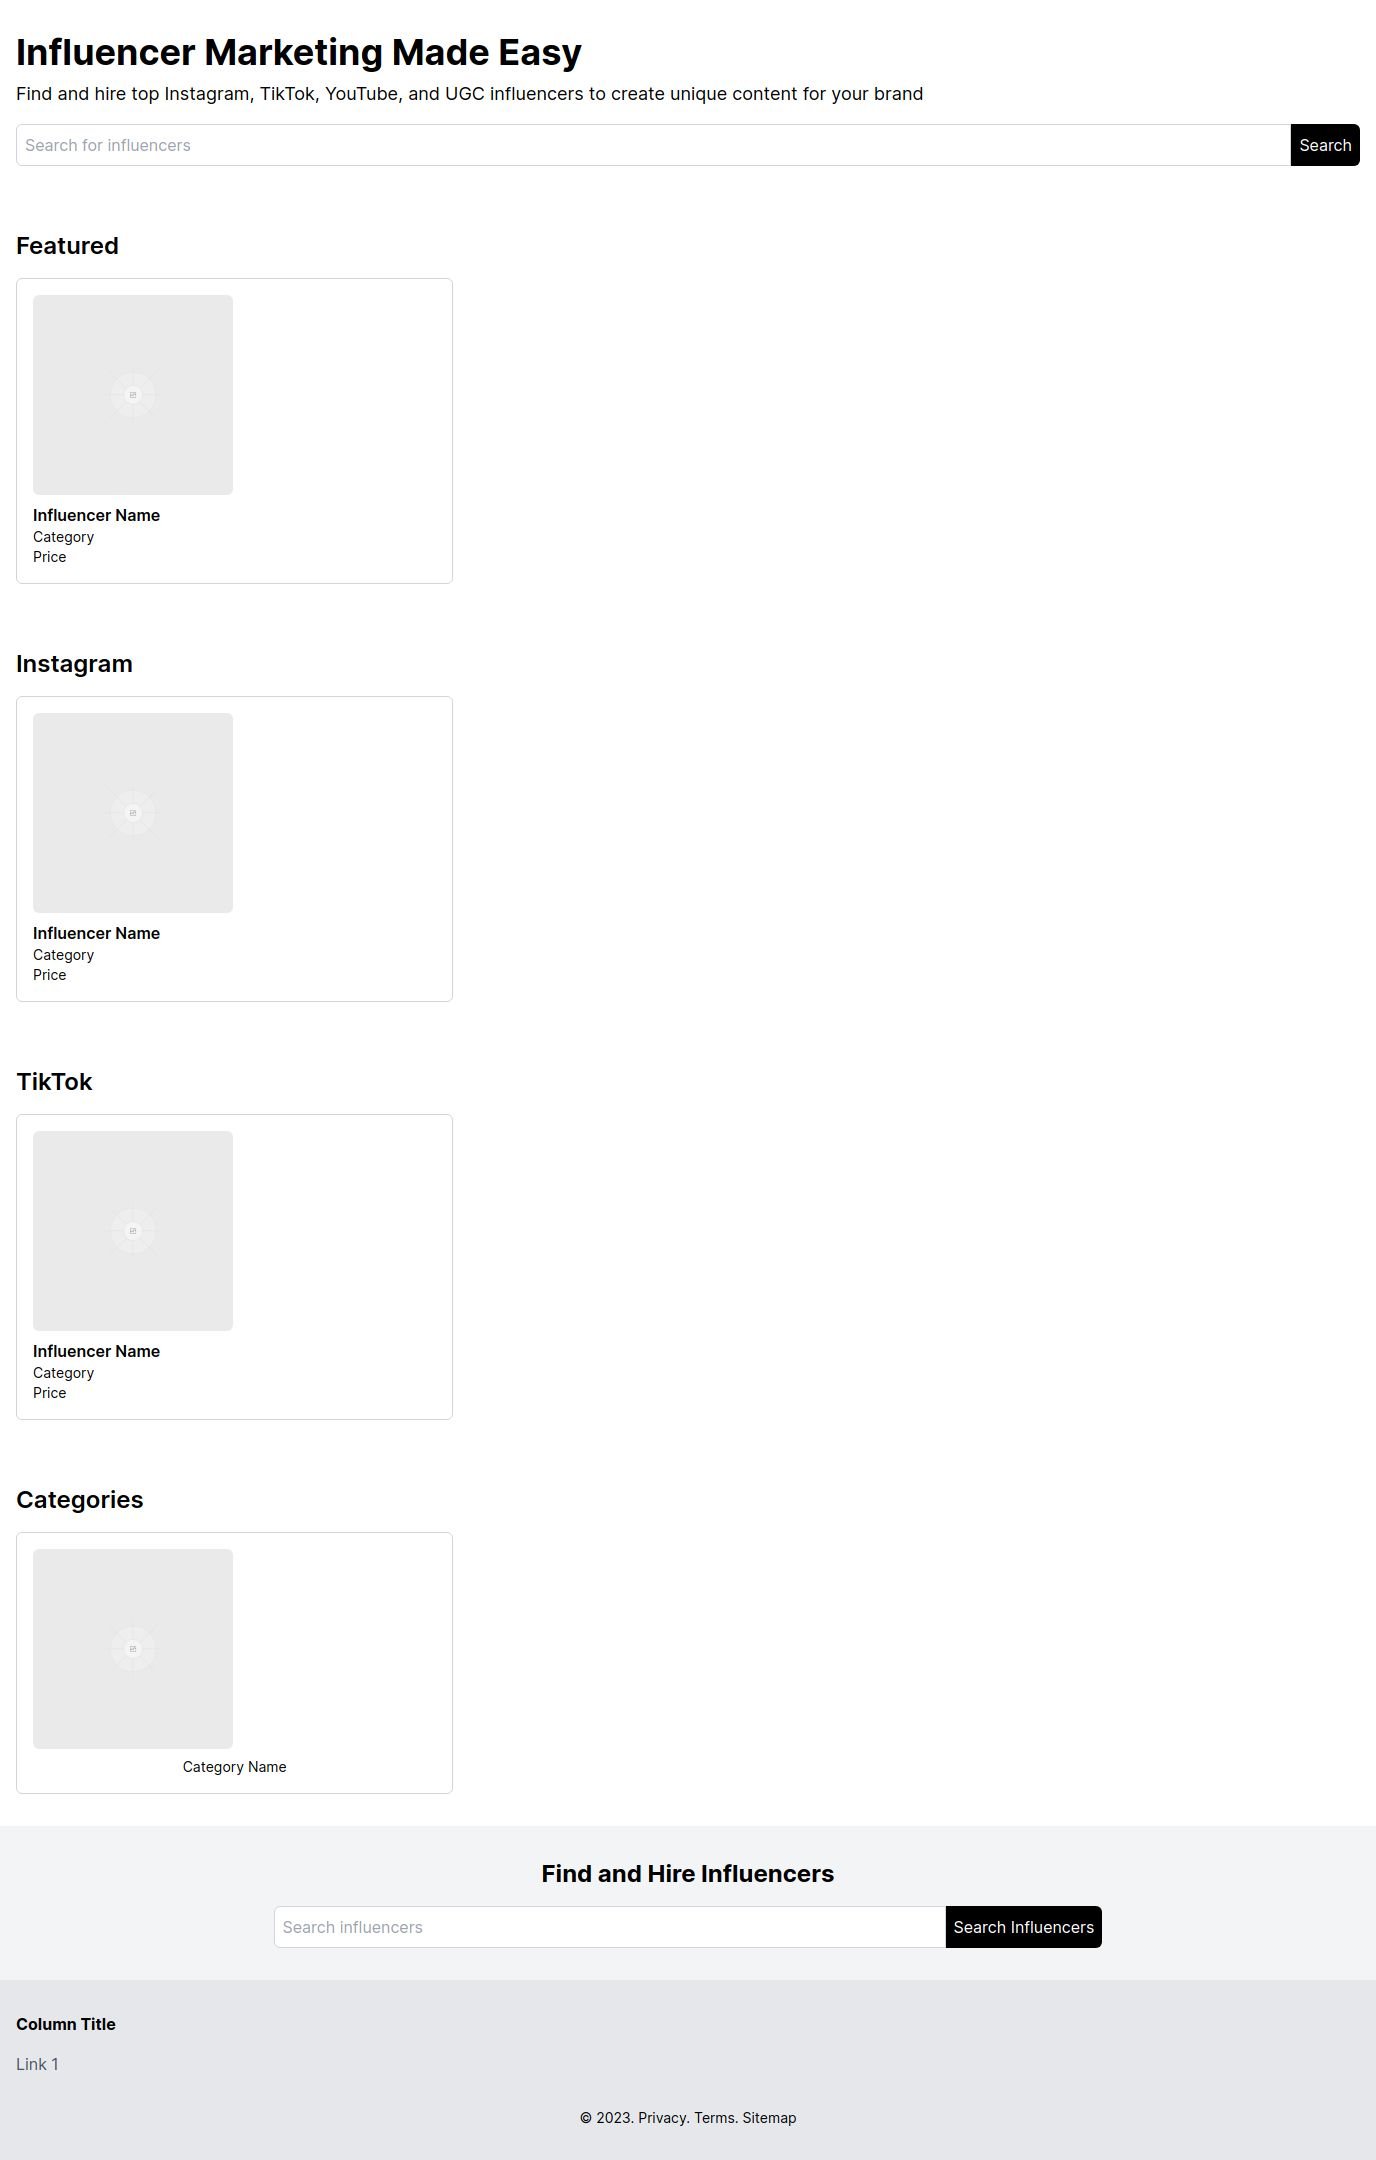 Influencer Marketing Made Easy
Find and hire top Instagram, TikTok, YouTube, and UGC influencers to create unique content for your brand
Search for influencers
Search
Featured
Influencer Name
Category
Price
Instagram
Influencer Name
Category
Price
TikTok
Influencer Name
Category
Price
Categories
Category Name
Find and Hire Influencers
Search influencers
Search Influencers
Column Title
Link 1
© 2023. Privacy. Terms. Sitemap